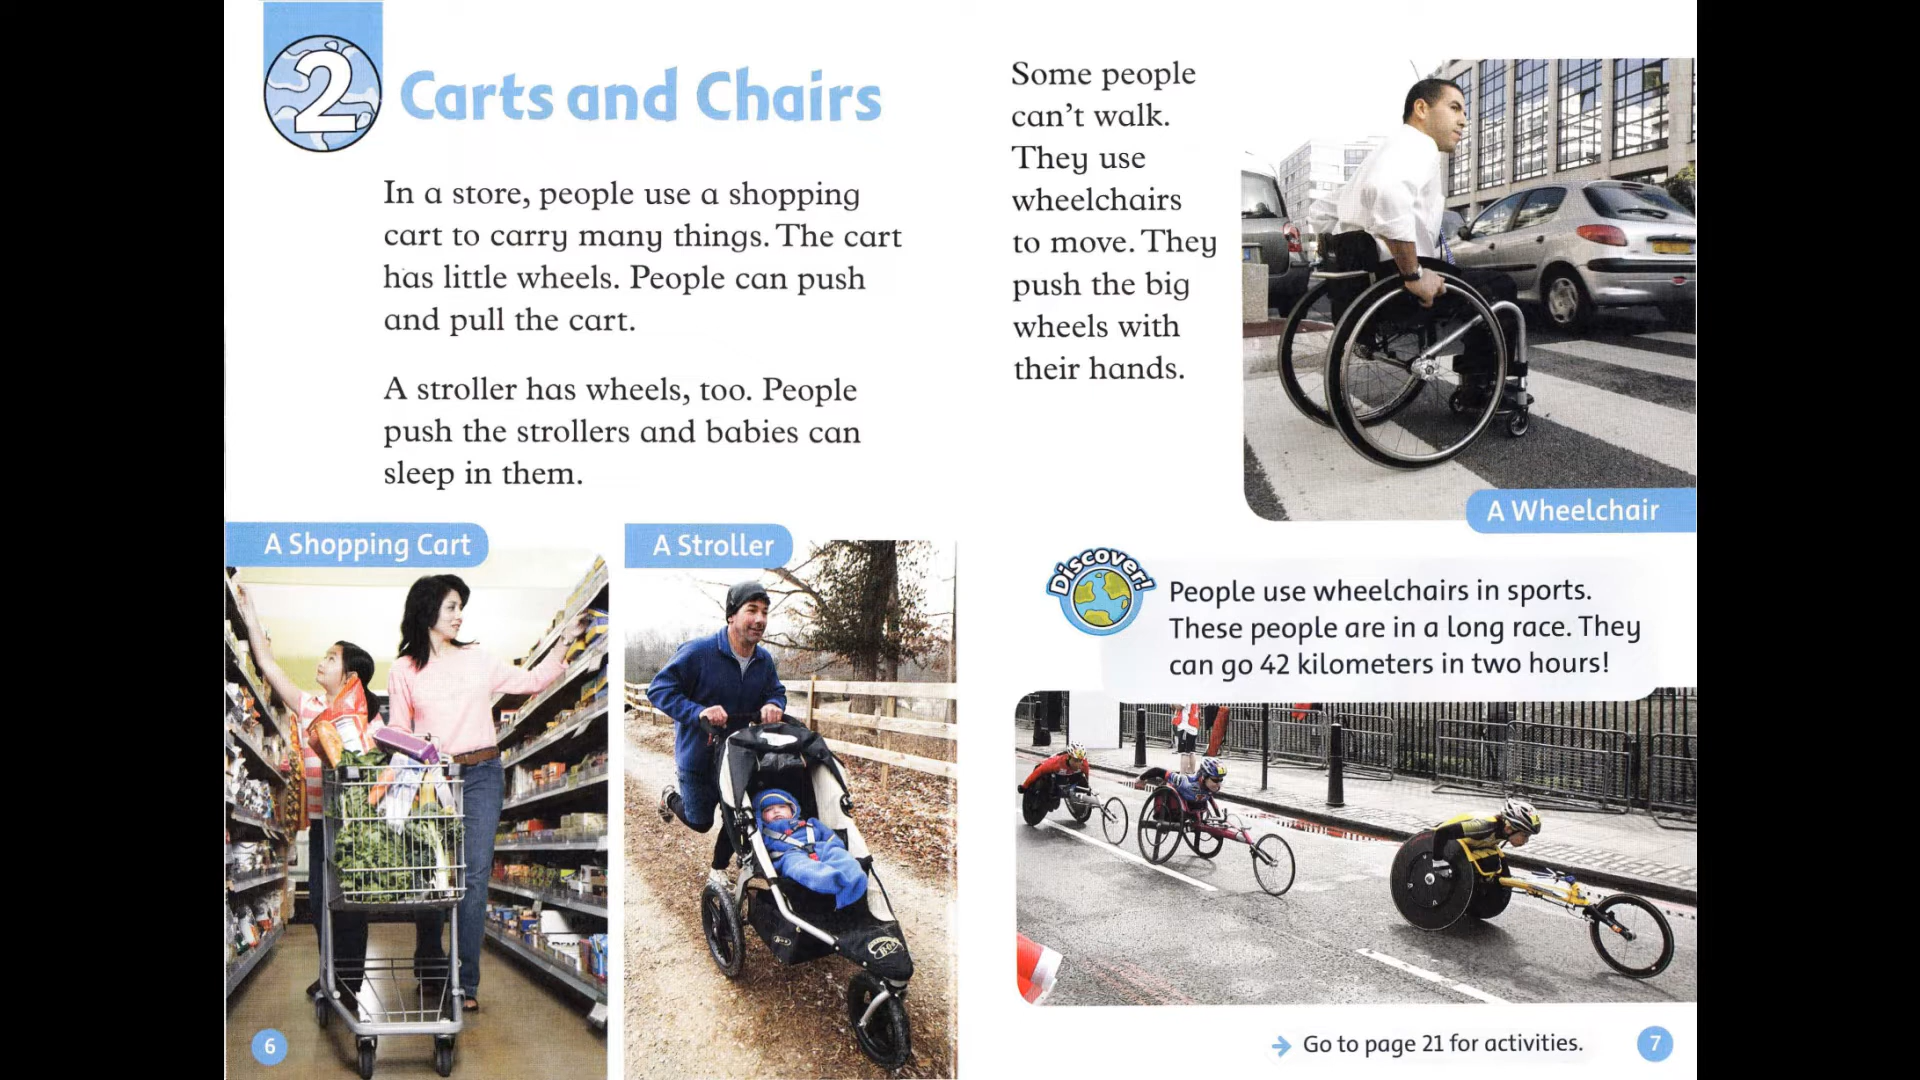 2
Carts and Chairs
In a store, people use a shopping
cart to carry many things. The cart
has little wheels. People can push
and pull the cart.
A stroller has wheels, too. People
push the strollers and babies can
sleep in them.
A Shopping Cart
A Stroller
6
Some people
can't walk.
They use
wheelchairs
to move. They
push the big
wheels with
their hands.
A Wheelchair
Discover!
People use wheelchairs in sports.
These people are in a long race. They
can go 42 kilometers in two hours!
→ Go to page 21 for activities.
7